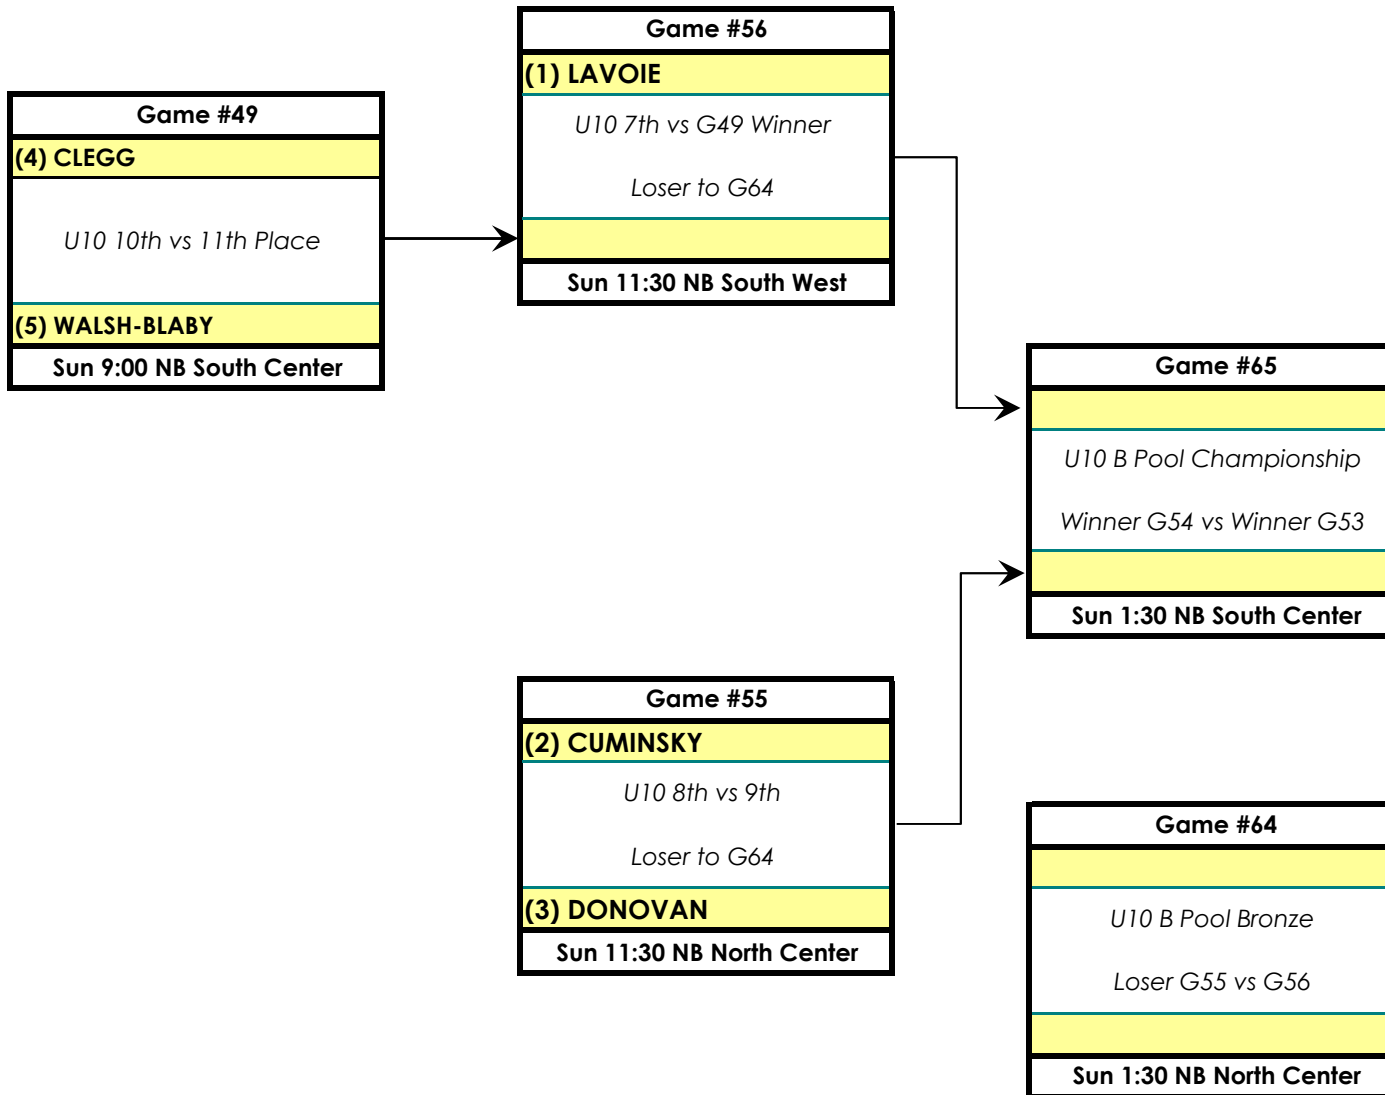 Game #56
(1) LAVOIE
U10 7th vs G49 Winner
Loser to G64
Sun 11:30 NB South West
Game #49
(4) CLEGG
U10 10th vs 11th Place
(5) WALSH-BLABY
Sun 9:00 NB South Center
Game #65
U10 B Pool Championship
Winner G54 vs Winner G53
Sun 1:30 NB South Center
Game #55
(2) CUMINSKY
U10 8th vs 9th
Loser to G64
(3) DONOVAN
Sun 11:30 NB North Center
Game #64
U10 B Pool Bronze
Loser G55 vs G56
Sun 1:30 NB North Center